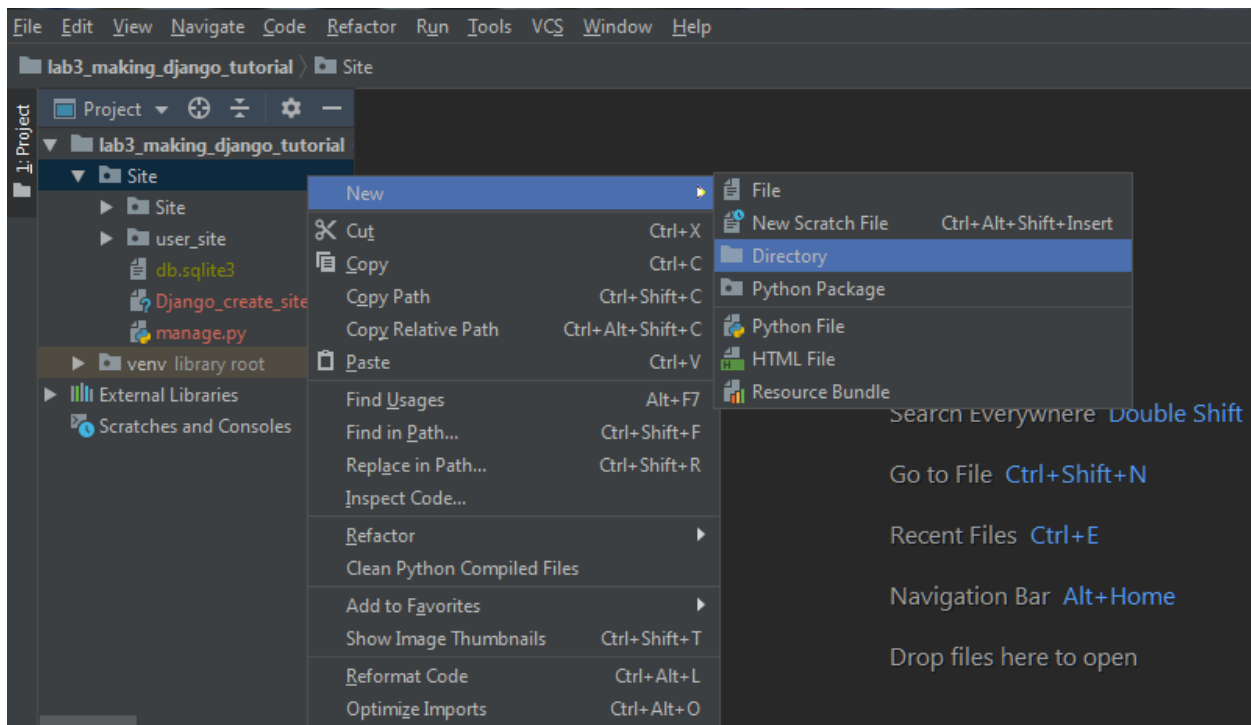 File Edit View Navigate Code Refactor Run Tools VCS Window Help
lab3_making_django_tutorial Site
1: Project
Project
lab3_making_django_tutorial
Site
Site
user_site
db.sqlite3
Django_create_site
manage.py
venv library root
External Libraries
Scratches and Consoles
New
Cut Ctrl+X
Copy Ctrl+C
Copy Path Ctrl+Shift+C
Copy Relative Path Ctrl+Alt+Shift+C
Paste Ctrl+V
Find Usages Alt+F7
Find in Path... Ctrl+Shift+F
Replace in Path... Ctrl+Shift+R
Inspect Code...
Refactor
Clean Python Compiled Files
Add to Favorites
Show Image Thumbnails Ctrl+Shift+T
Reformat Code Ctrl+Alt+L
Optimize Imports Ctrl+Alt+O
File
New Scratch File Ctrl+Alt+Shift+Insert
Directory
Python Package
Python File
HTML File
Resource Bundle
Search Everywhere Double Shift
Go to File Ctrl+Shift+N
Recent Files Ctrl+E
Navigation Bar Alt+Home
Drop files here to open